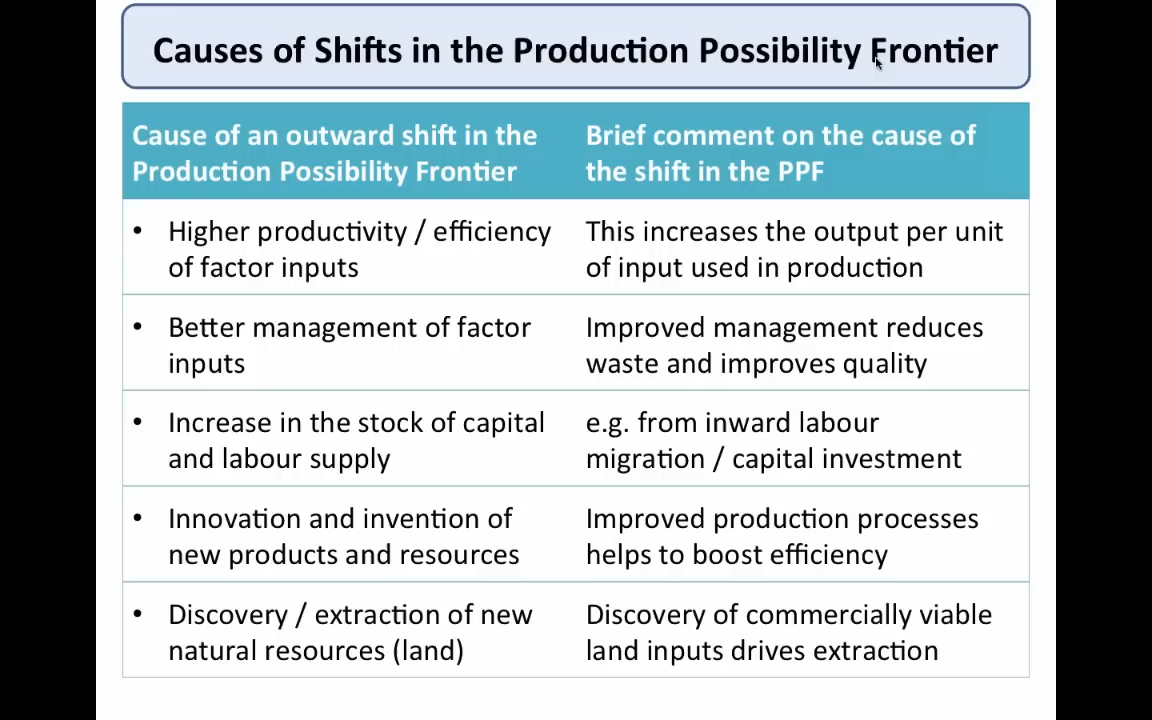 Causes of Shifts in the Production Possibility Frontier
Cause of an outward shift in the
Production Possibility Frontier
Brief comment on the cause of
the shift in the PPF
• Higher productivity / efficiency
of factor inputs
This increases the output per unit
of input used in production
• Better management of factor
inputs
Improved management reduces
waste and improves quality
• Increase in the stock of capital
and labour supply
e.g. from inward labour
migration / capital investment
• Innovation and invention of
new products and resources
Improved production processes
helps to boost efficiency
• Discovery / extraction of new
natural resources (land)
Discovery of commercially viable
land inputs drives extraction